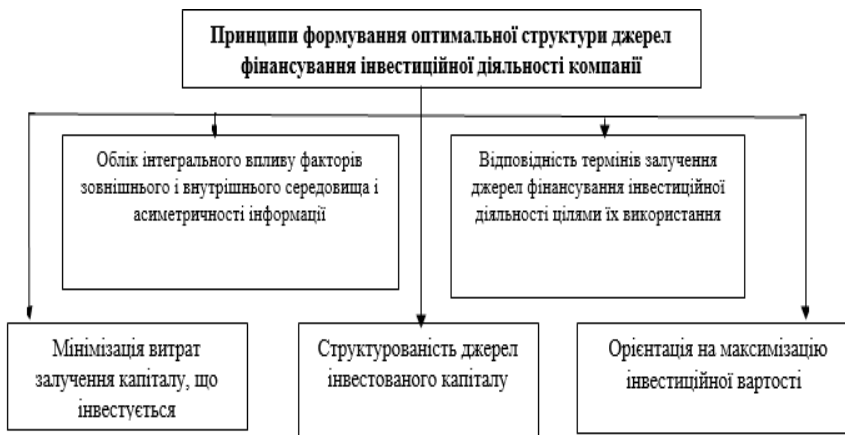 Принципи формування оптимальної структури джерел
фінансування інвестиційної діяльності компанії
Облік інтегрального впливу факторів
зовнішнього і внутрішнього середовища і
асиметричності інформації
Відповідність термінів залучення
джерел фінансування інвестиційної
діяльності цілями їх використання
Мінімізація витрат
залучення капіталу, що
інвестується
Структурованість джерел
інвестованого капіталу
Орієнтація на максимізацію
інвестиційної вартості